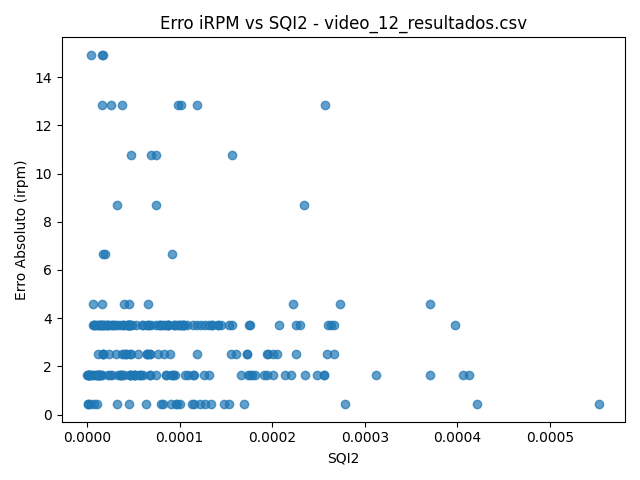 Erro iRPM vs SQI2 - video_12_resultados.csv
14
12
10
8
6
4
2
0
Erro Absoluto (irpm)
0.0000 0.0001 0.0002 0.0003 0.0004 0.0005
SQI2